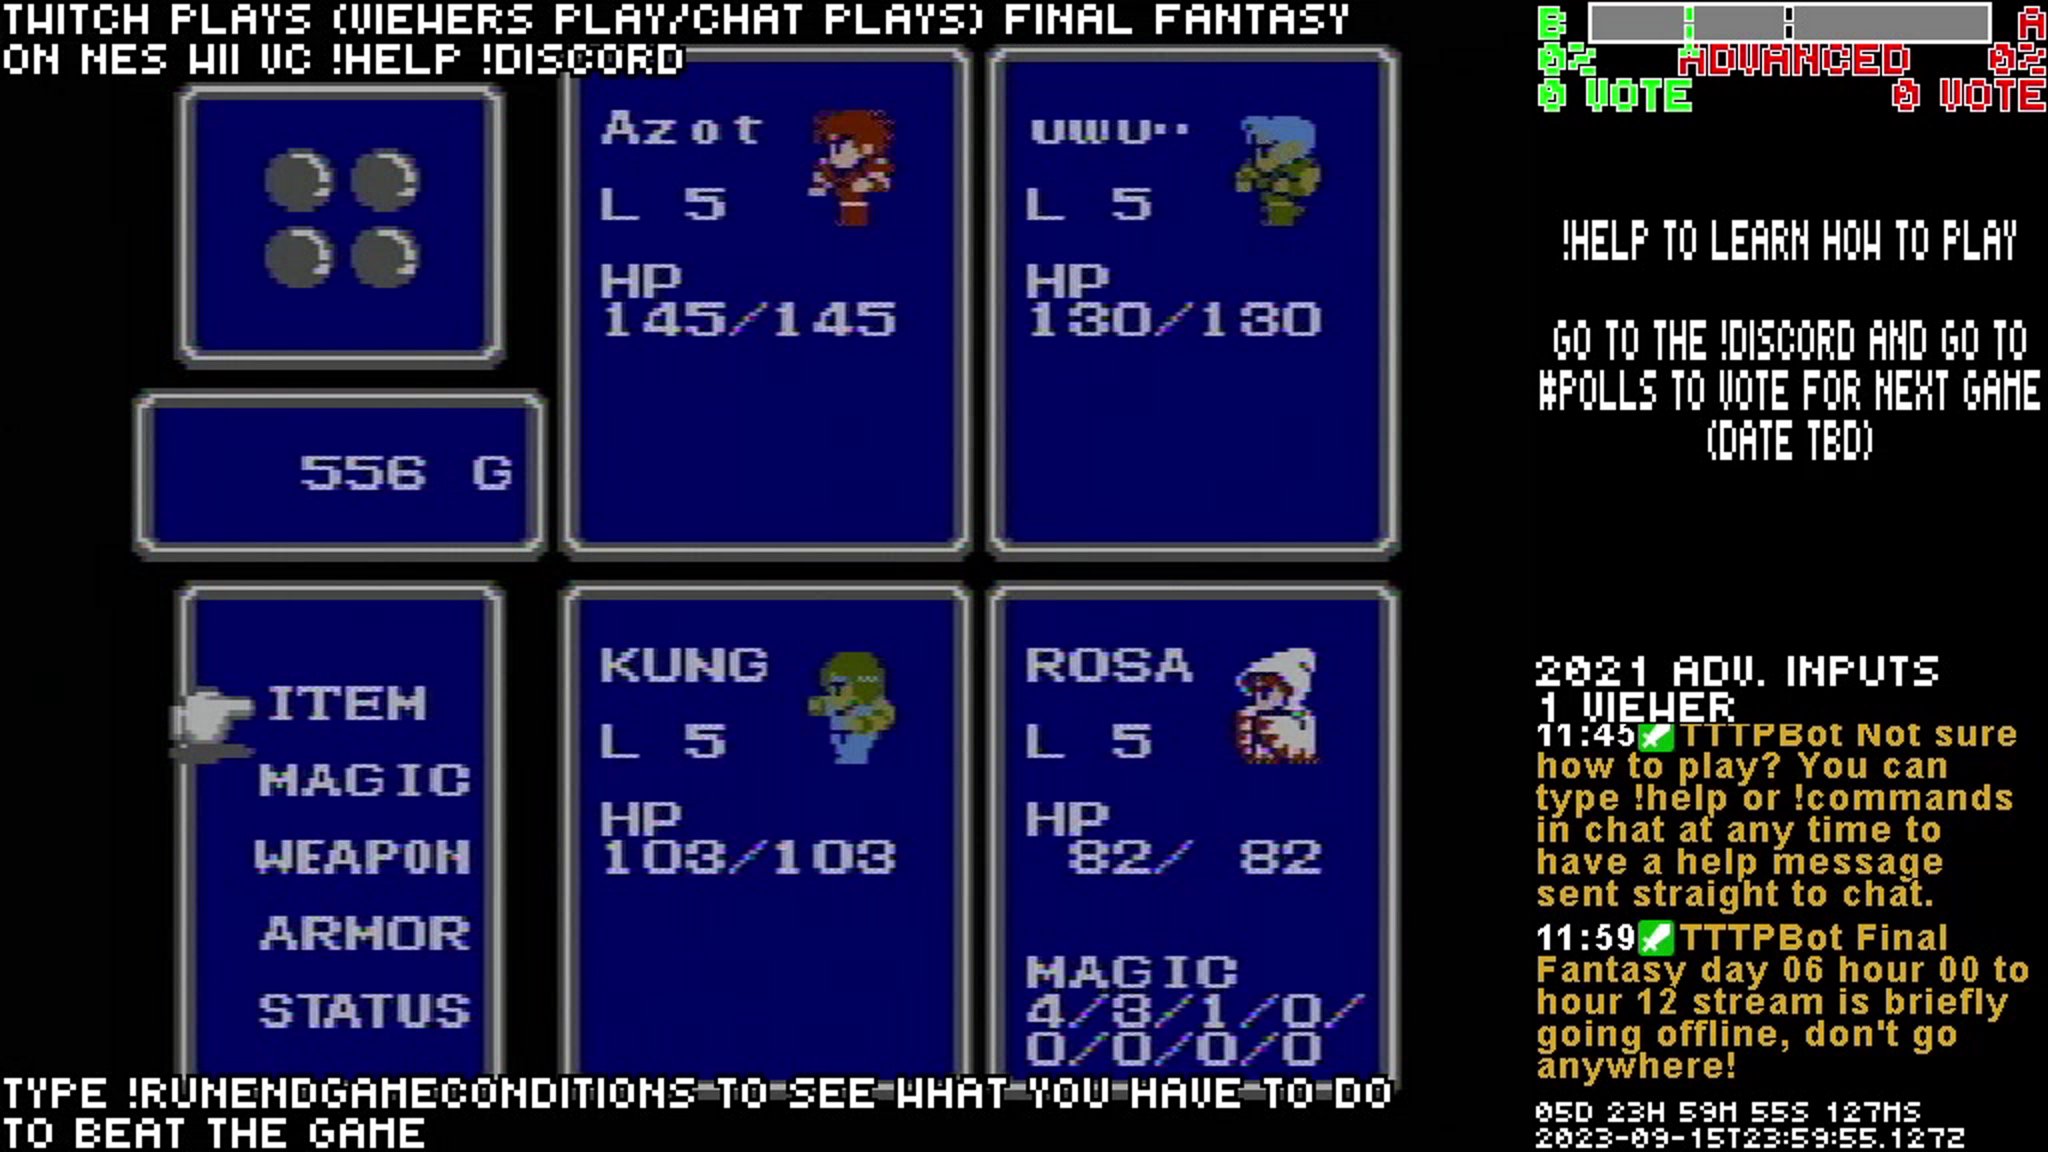 TWITCH PLAYS (VIEWERS PLAY/CHAT PLAYS) FINAL FANTASY
ON NES WII VC !HELP !DISCORD
Azot
L 5
HP
145/145
uwu··
L 5
HP
130/130
556 G
ITEM
MAGIC
WEAPON
ARMOR
STATUS
KUNG
L 5
HP
103/103
ROSA
L 5
HP
82/ 82
MAGIC
4/3/1/0/
0/0/0/0
TYPE !RUNENDGAMECONDITIONS TO SEE WHAT YOU HAVE TO DO
TO BEAT THE GAME
B A
0% ADVANCED 0%
0 VOTE 0 VOTE
!HELP TO LEARN HOW TO PLAY
GO TO THE !DISCORD AND GO TO
#POLLS TO VOTE FOR NEXT GAME
(DATE TBD)
2021 ADV. INPUTS
1 VIEWER
11:45 TTTPBot Not sure
how to play? You can
type !help or !commands
in chat at any time to
have a help message
sent straight to chat.
11:59 TTTPBot Final
Fantasy day 06 hour 00 to
hour 12 stream is briefly
going offline, don't go
anywhere!
05D 23H 59M 55S 127MS
2023-09-15T23:59:55.127Z